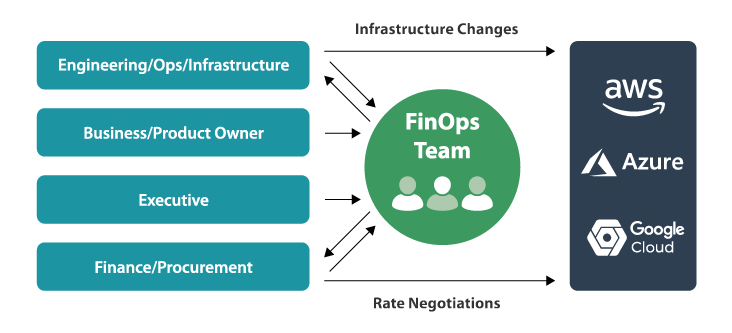 Infrastructure Changes
Engineering/Ops/Infrastructure
Business/Product Owner
Executive
Finance/Procurement
FinOps
Team
aws
Azure
Google
Cloud
Rate Negotiations